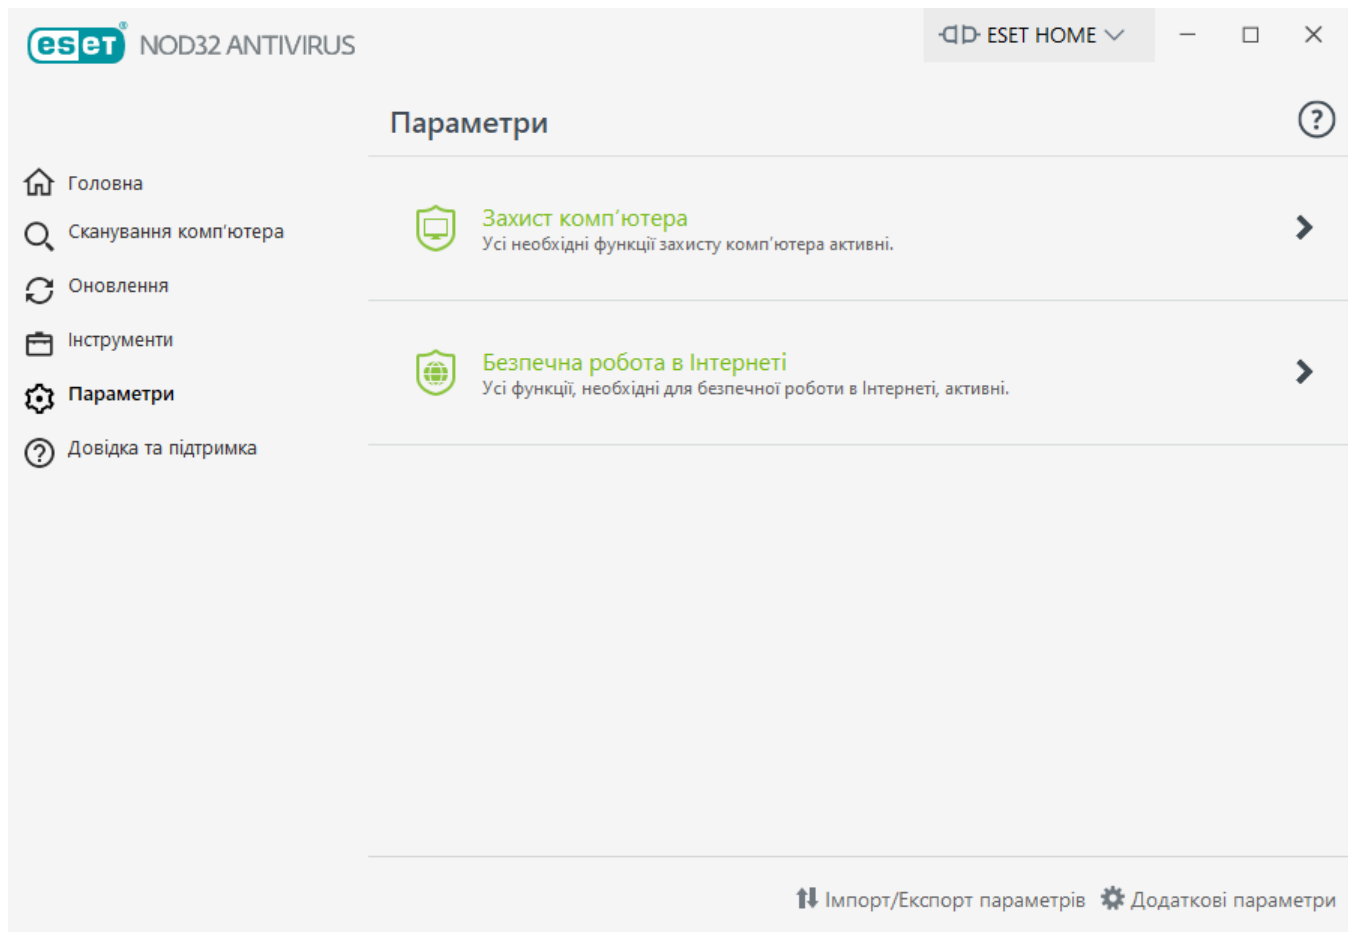 eset® NOD32 ANTIVIRUS
ESET HOME
Параметри
Головна
Сканування комп'ютера
Оновлення
Інструменти
Параметри
Довідка та підтримка
Захист комп'ютера
Усі необхідні функції захисту комп'ютера активні.
Безпечна робота в Інтернеті
Усі функції, необхідні для безпечної роботи в Інтернеті, активні.
Імпорт/Експорт параметрів
Додаткові параметри